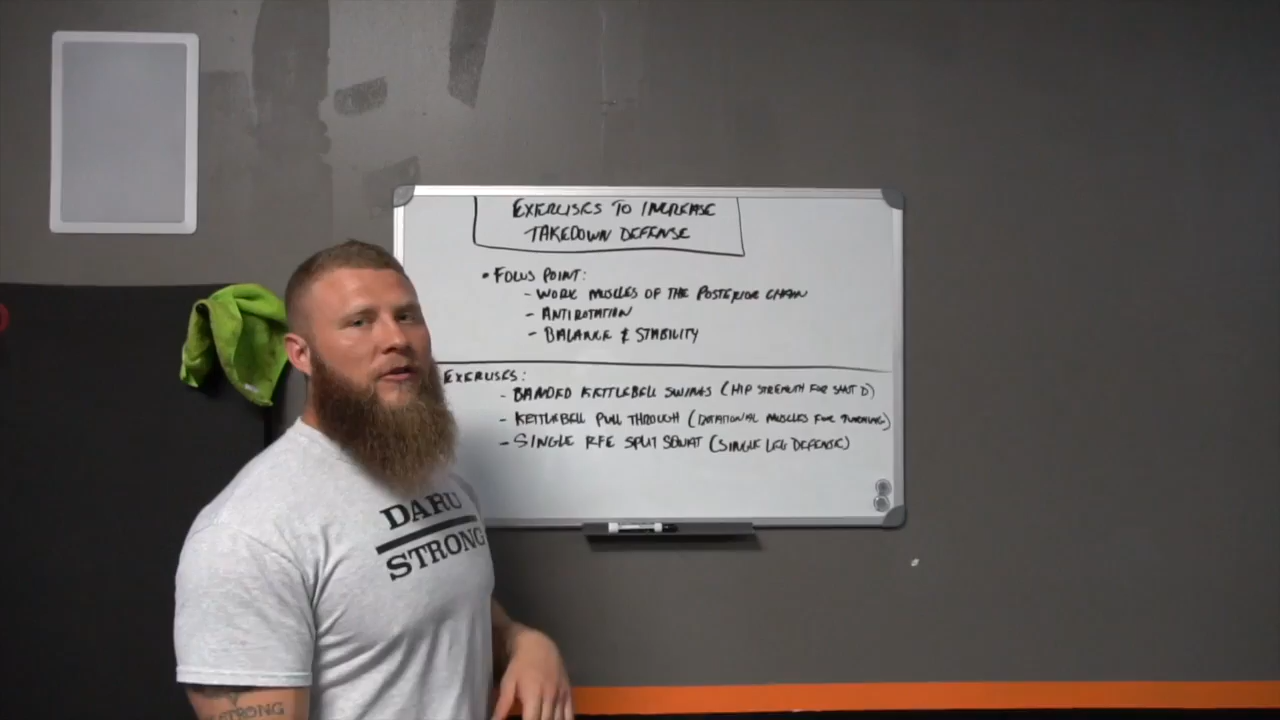 EXERCISES TO INCREASE
TAKEDOWN DEFENSE
• FOCUS POINT:
- WORK MUSCLES OF THE POSTERIOR CHAIN
- ANTIROTATION
- BALANCE & STABILITY
EXERCISES:
- BANDED KETTLEBELL SWINGS (HIP STRENGTH FOR SHOT D)
- KETTLEBELL PULL THROUGH (ROTATIONAL MUSCLES FOR TURNING)
- SINGLE RFE SPLIT SQUAT (SINGLE LEG DEFENSE)
DARU
STRONG
STRONG